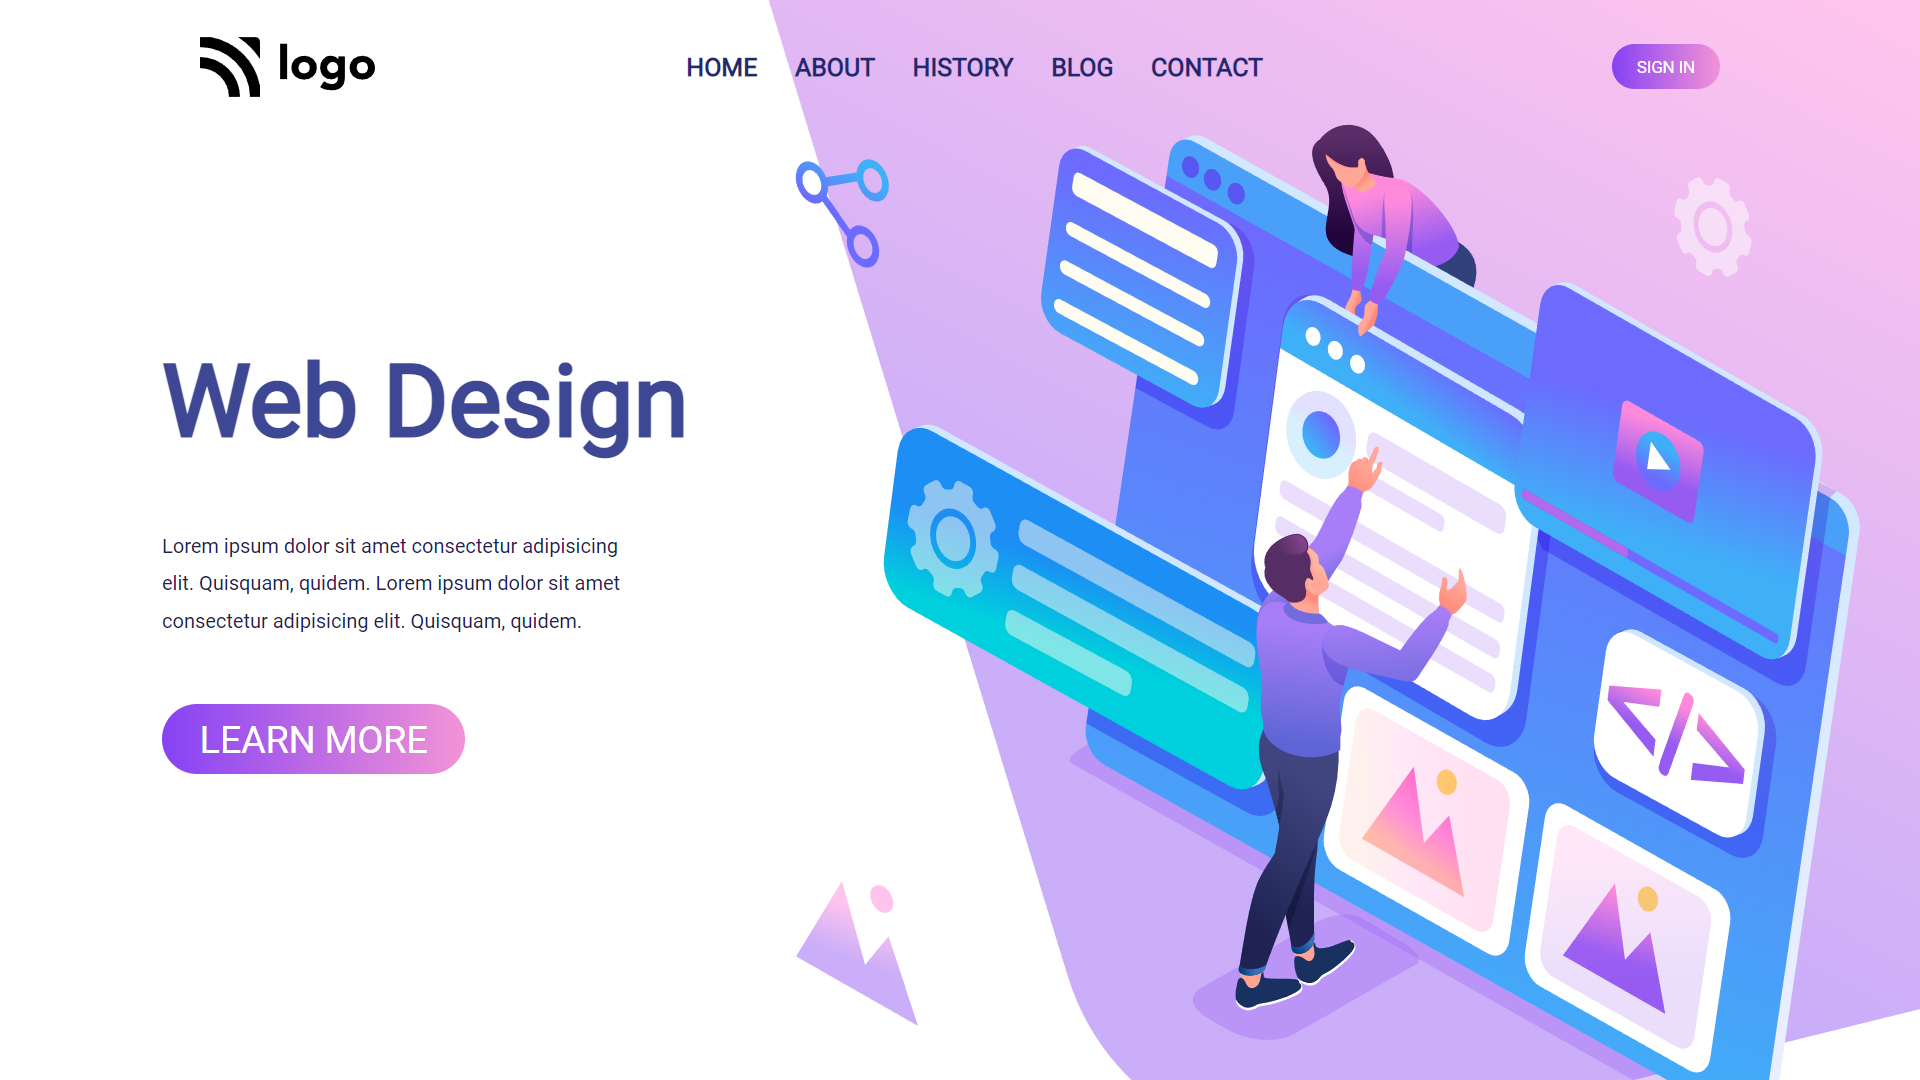 logo
HOME ABOUT HISTORY BLOG CONTACT
SIGN IN
Web Design
Lorem ipsum dolor sit amet consectetur adipisicing
elit. Quisquam, quidem. Lorem ipsum dolor sit amet
consectetur adipisicing elit. Quisquam, quidem.
LEARN MORE
</>